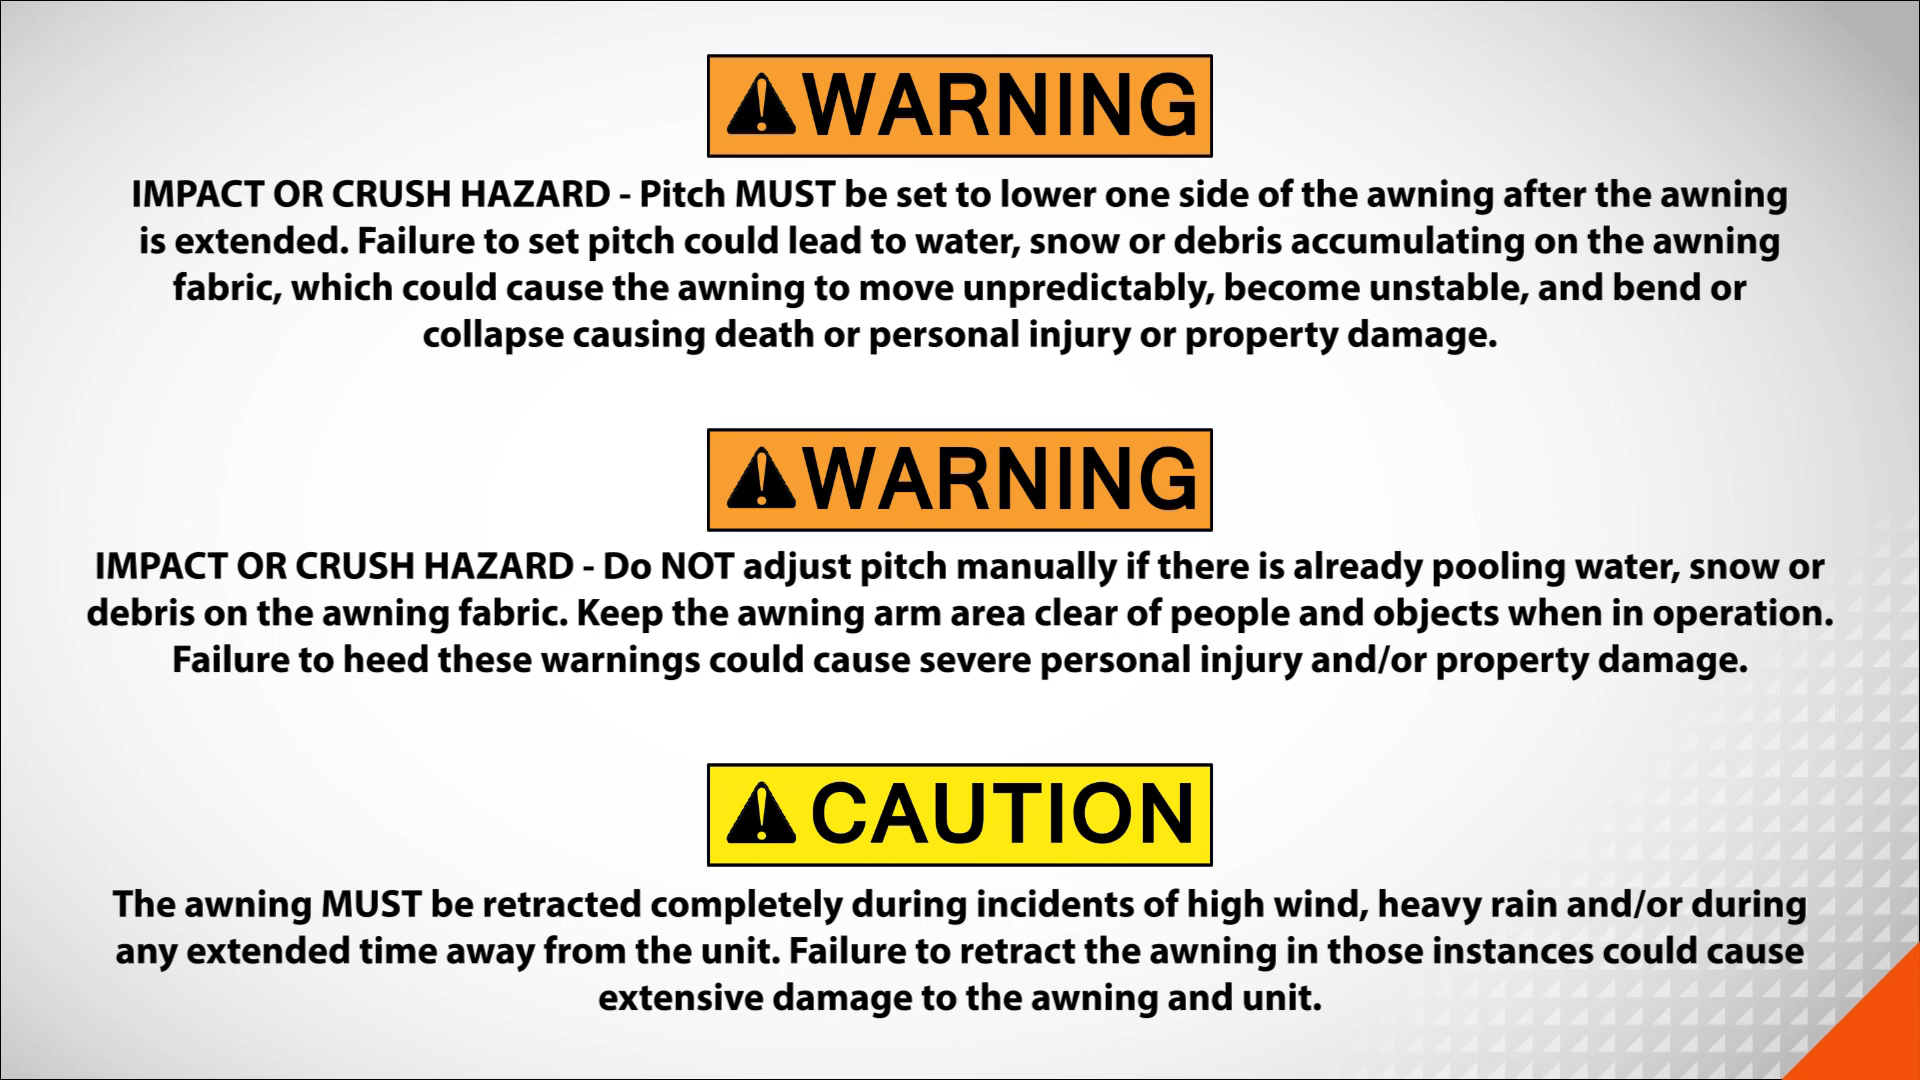 WARNING
IMPACT OR CRUSH HAZARD - Pitch MUST be set to lower one side of the awning after the awning
is extended. Failure to set pitch could lead to water, snow or debris accumulating on the awning
fabric, which could cause the awning to move unpredictably, become unstable, and bend or
collapse causing death or personal injury or property damage.
WARNING
IMPACT OR CRUSH HAZARD - Do NOT adjust pitch manually if there is already pooling water, snow or
debris on the awning fabric. Keep the awning arm area clear of people and objects when in operation.
Failure to heed these warnings could cause severe personal injury and/or property damage.
CAUTION
The awning MUST be retracted completely during incidents of high wind, heavy rain and/or during
any extended time away from the unit. Failure to retract the awning in those instances could cause
extensive damage to the awning and unit.